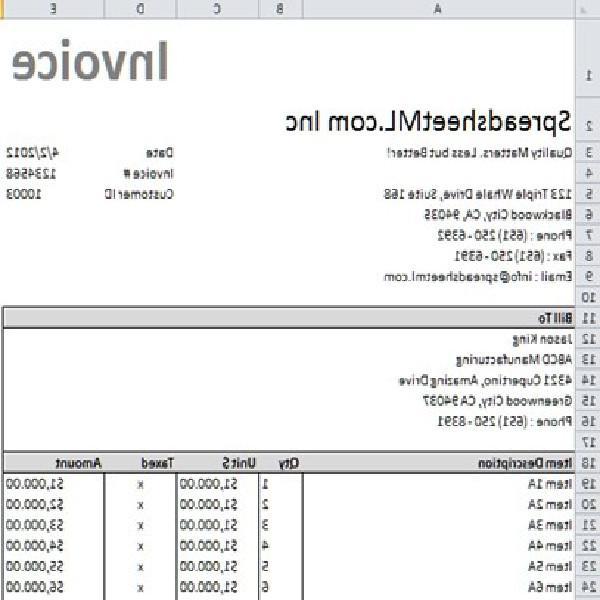 A B C D E
1 Invoice
2 SpreadsheetML.com Inc
3 Quality Matters. Less but Better! Date 4/2/2012
4 Invoice # 1234568
5 123 Triple Whale Drive, Suite 168 Customer ID 10003
6 Blackwood City, CA, 94035
7 Phone : (651) 250 - 6392
8 Fax : (651) 250 - 6391
9 Email : info@spreadsheetml.com
10
11 Bill To
12 Jason King
13 ABCD Manufacturing
14 4321 Cupertino, Amazing Drive
15 Greenwood City, CA 94037
16 Phone : (651) 250-8391
17
18 Item Description Qty Unit $ Taxed Amount
19 Item 1A 1 $1,000.00 x $1,000.00
20 Item 2A 2 $1,000.00 x $2,000.00
21 Item 3A 3 $1,000.00 x $3,000.00
22 Item 4A 4 $1,000.00 x $4,000.00
23 Item 5A 5 $1,000.00 x $5,000.00
24 Item 6A 6 $1,000.00 x $6,000.00